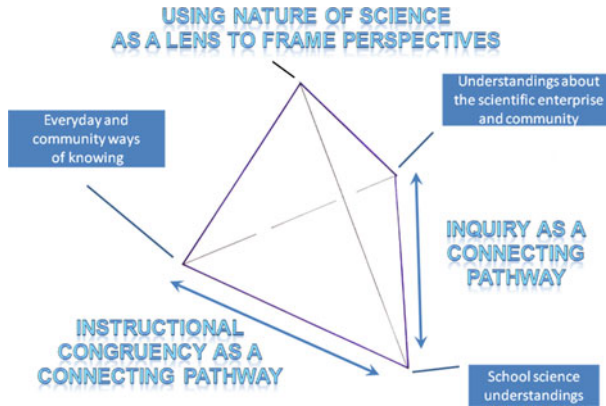 USING NATURE OF SCIENCE
AS A LENS TO FRAME PERSPECTIVES
Understandings about
the scientific enterprise
and community
Everyday and
community ways
of knowing
INQUIRY AS A
CONNECTING
PATHWAY
INSTRUCTIONAL
CONGRUENCY AS A
CONNECTING PATHWAY
School science
understandings